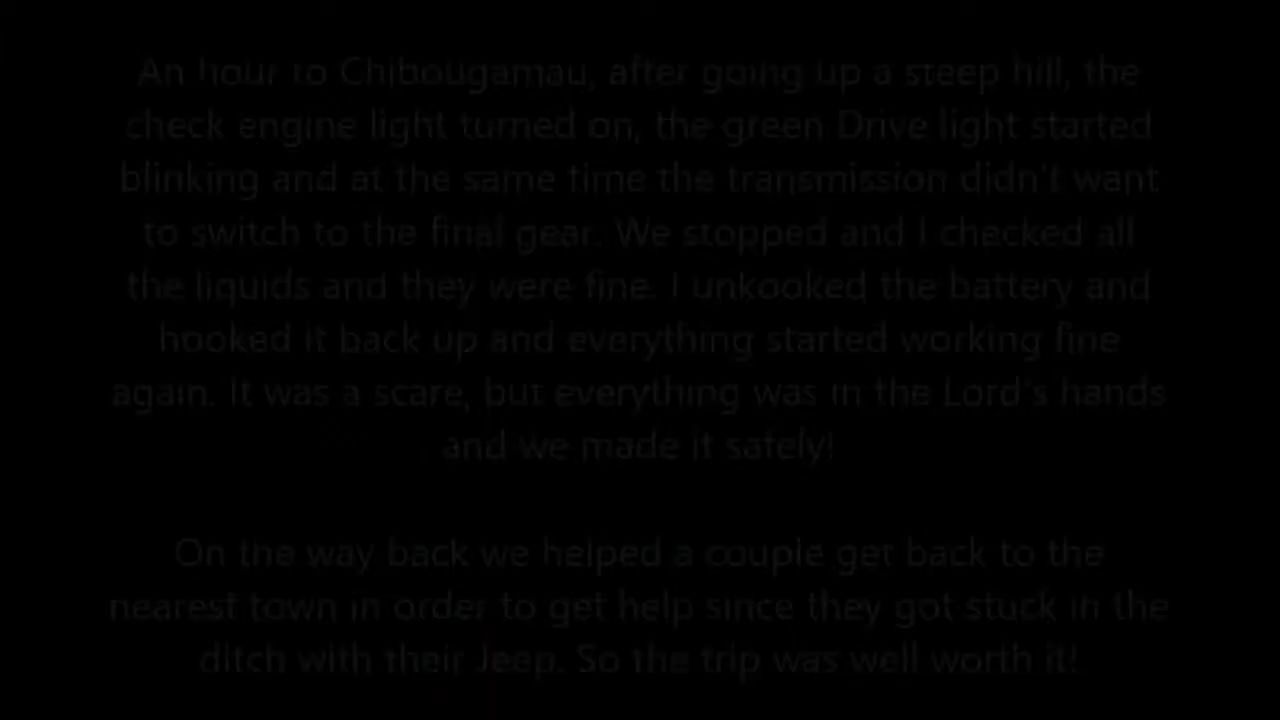 An hour to Chibougamau, after going up a steep hill, the
check engine light turned on, the green Drive light started
blinking and at the same time the transmission didn't want
to switch to the final gear. We stopped and I checked all
the liquids and they were fine. I unkooked the battery and
hooked it back up and everything started working fine
again. It was a scare, but everything was in the Lord's hands
and we made it safely!
On the way back we helped a couple get back to the
nearest town in order to get help since they got stuck in the
ditch with their Jeep. So the trip was well worth it!